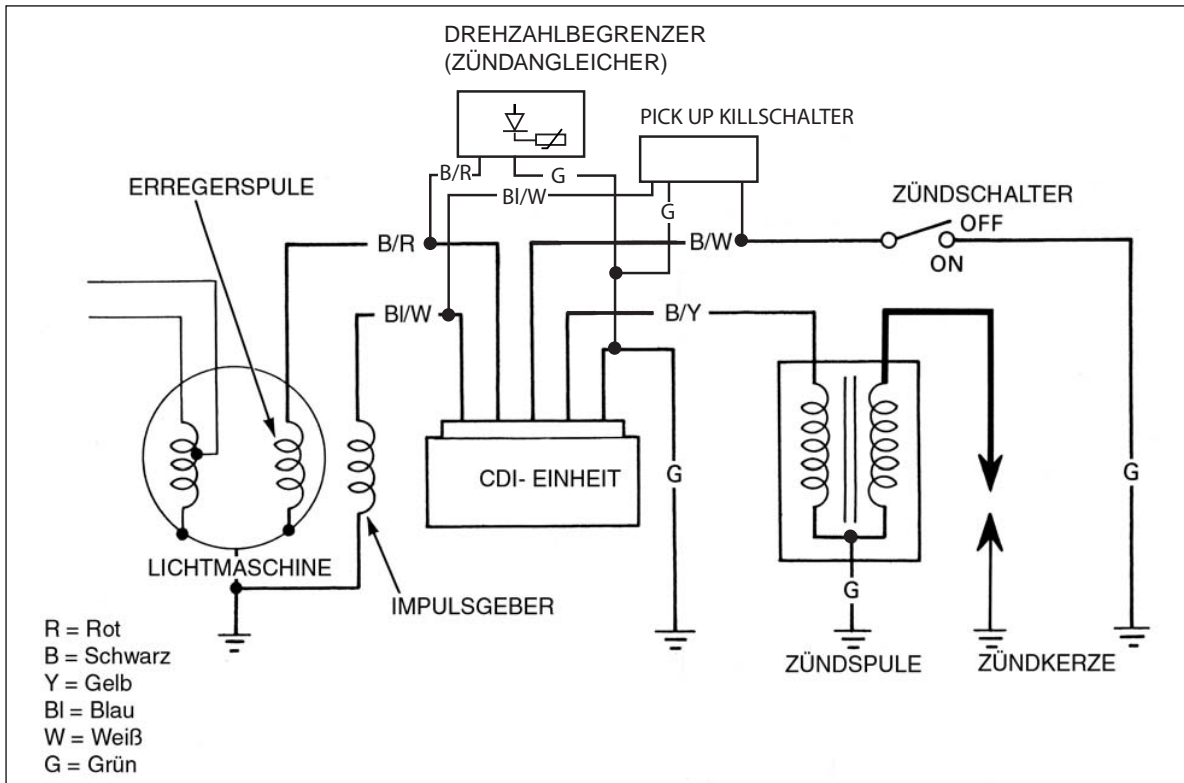 DREHZAHLBEGRENZER
(ZÜNDANGLEICHER)
PICK UP KILLSCHALTER
B/R
G
Bl/W
G
ERREGERSPULE
ZÜNDSCHALTER
OFF
ON
B/R
B/W
Bl/W
B/Y
CDI- EINHEIT
G
G
LICHTMASCHINE
IMPULSGEBER
G
ZÜNDSPULE
ZÜNDKERZE
R = Rot
B = Schwarz
Y = Gelb
Bl = Blau
W = Weiß
G = Grün